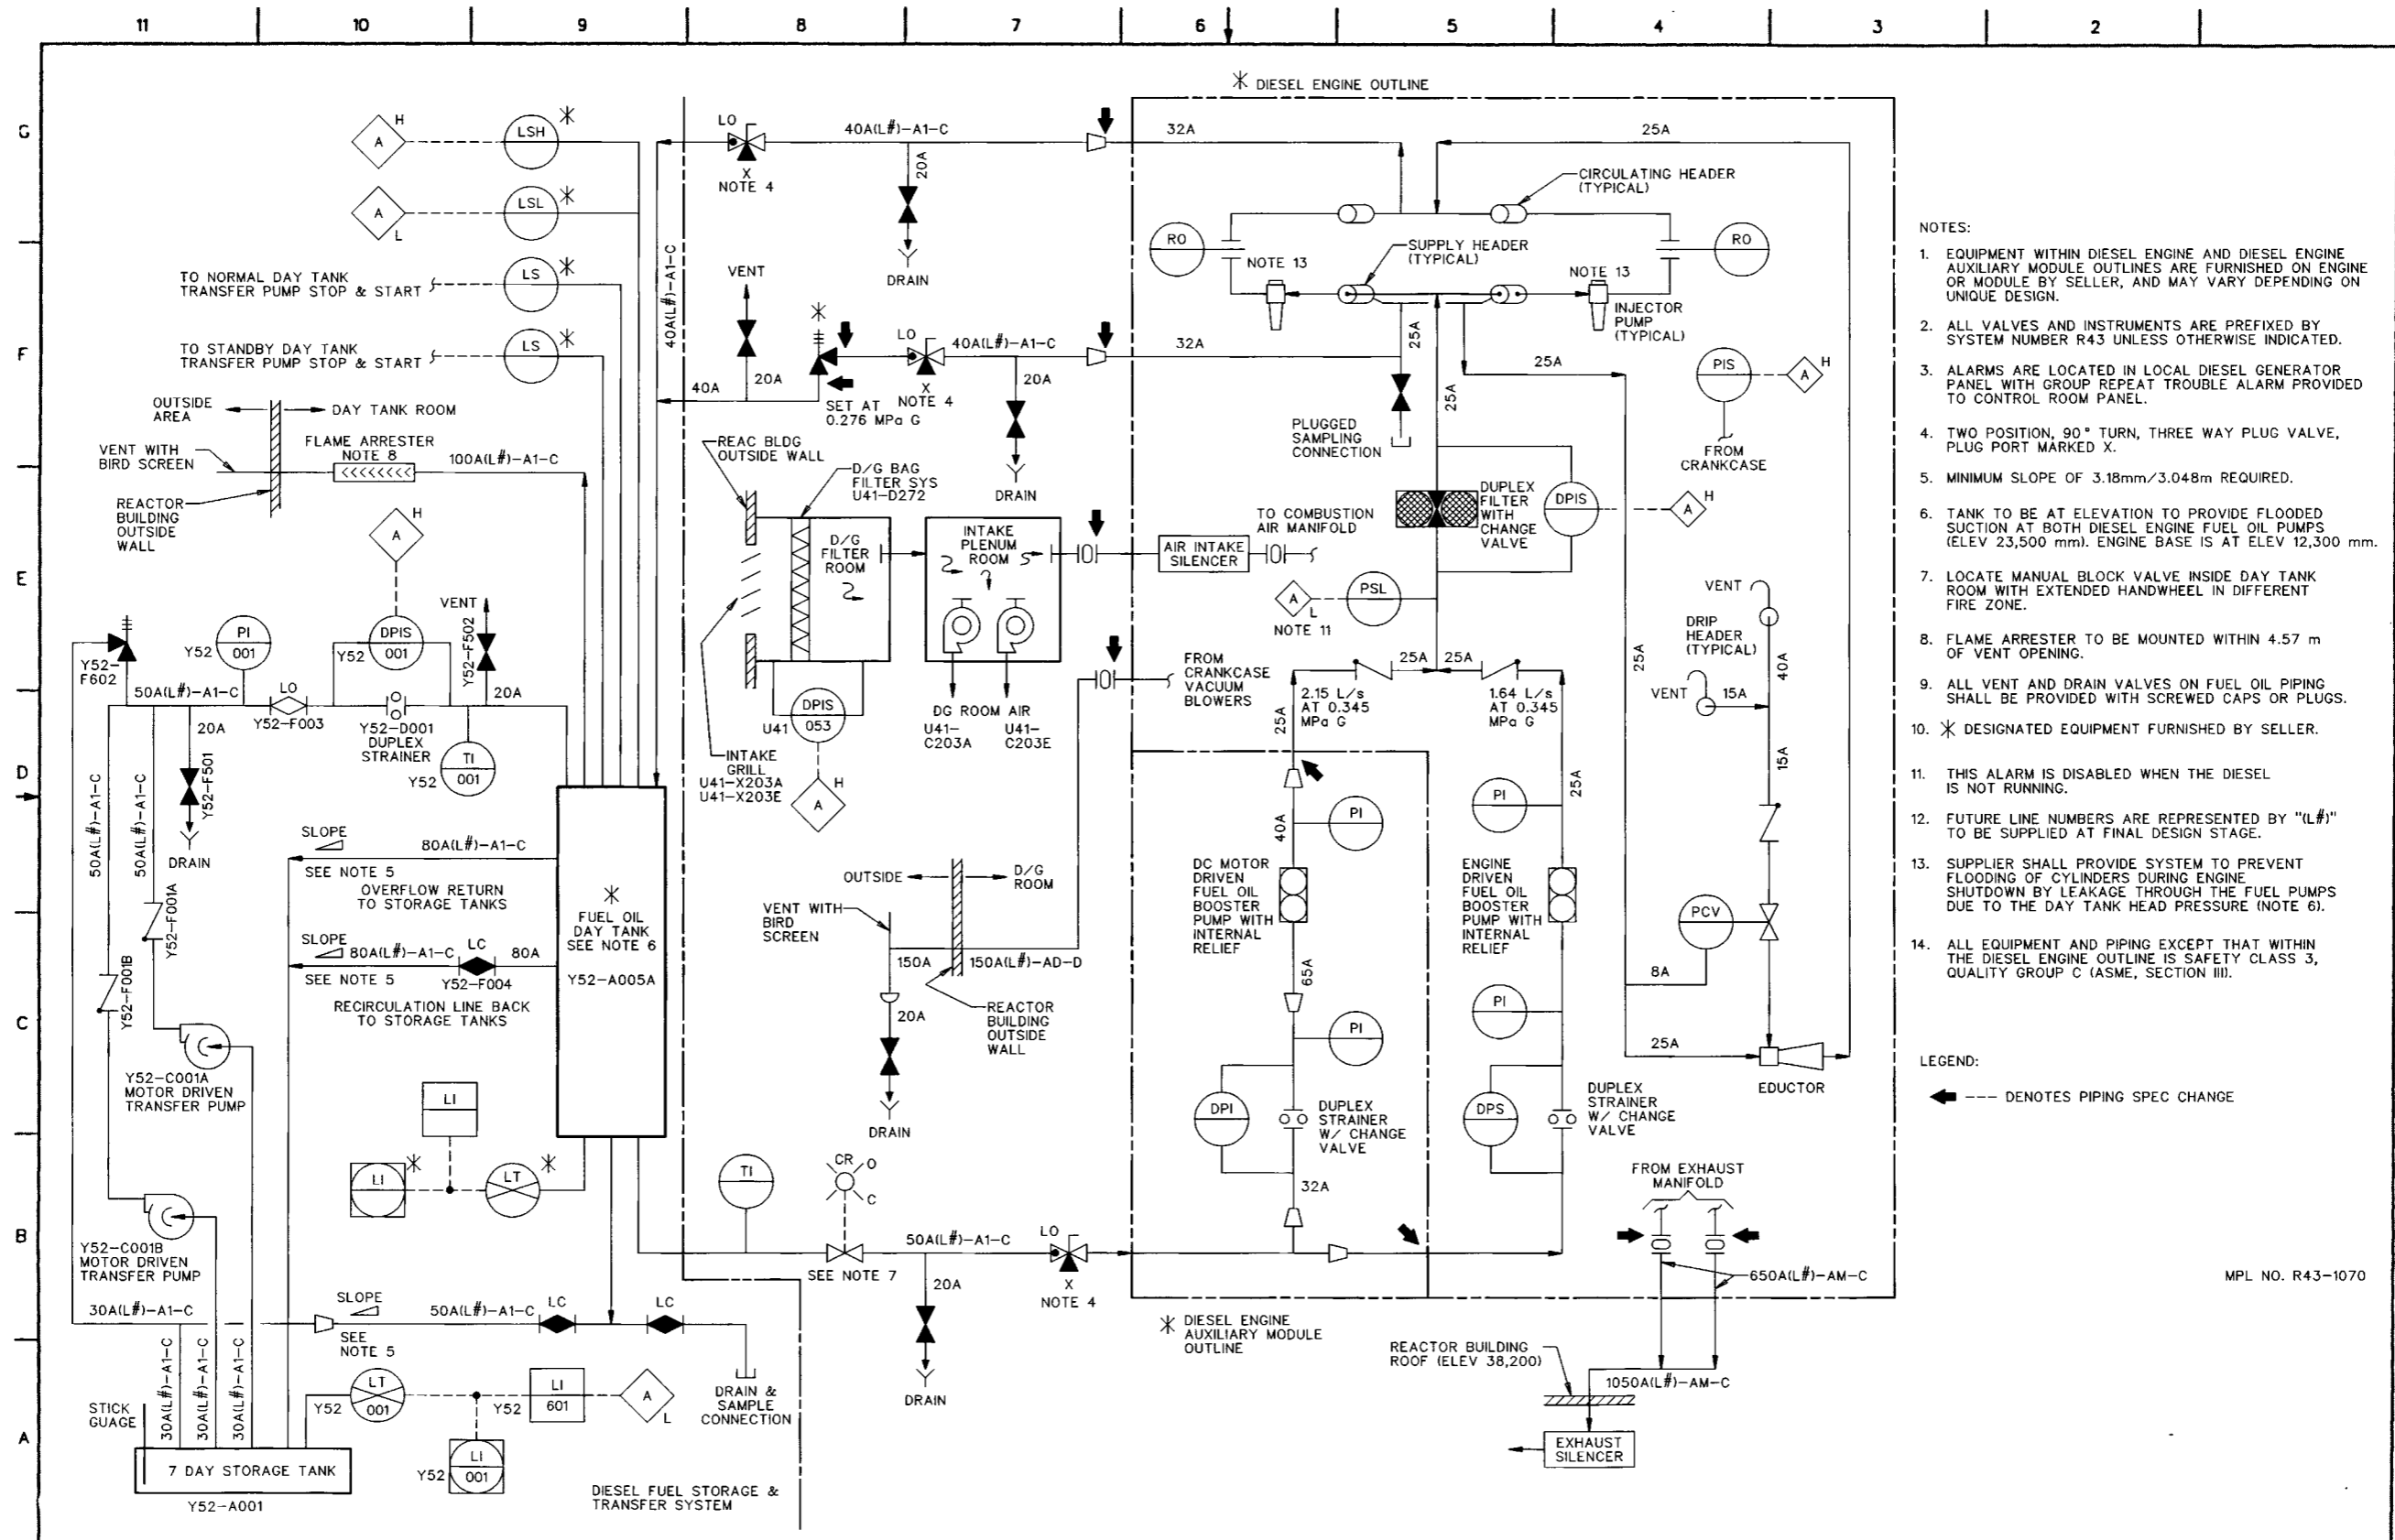 11 10 9 8 7 6 5 4 3 2
G
F
E
D
C
B
A
✳ DIESEL ENGINE OUTLINE
A
H
LSH
✳
A
L
LSL
✳
TO NORMAL DAY TANK
TRANSFER PUMP STOP & START
LS
✳
TO STANDBY DAY TANK
TRANSFER PUMP STOP & START
LS
✳
OUTSIDE
AREA
DAY TANK ROOM
VENT WITH
BIRD SCREEN
FLAME ARRESTER
NOTE 8
100A(L#)-A1-C
REACTOR
BUILDING
OUTSIDE
WALL
A
H
DPIS
001
Y52
PI
001
Y52
VENT
Y52-F502
Y52-
F602
50A(L#)-A1-C
LO
Y52-F003
Y52-D001
DUPLEX
STRAINER
20A
TI
001
Y52
20A
Y52-F501
DRAIN
50A(L#)-A1-C
50A(L#)-A1-C
Y52-F001A
Y52-F001B
Y52-C001A
MOTOR DRIVEN
TRANSFER PUMP
Y52-C001B
MOTOR DRIVEN
TRANSFER PUMP
SLOPE
80A(L#)-A1-C
SEE NOTE 5
OVERFLOW RETURN
TO STORAGE TANKS
SLOPE
80A(L#)-A1-C
LC
80A
SEE NOTE 5
Y52-F004
RECIRCULATION LINE BACK
TO STORAGE TANKS
✳
FUEL OIL
DAY TANK
SEE NOTE 6
Y52-A005A
LI
LI
✳
LT
✳
30A(L#)-A1-C
SLOPE
SEE
NOTE 5
50A(L#)-A1-C
LC
LC
DRAIN &
SAMPLE
CONNECTION
30A(L#)-A1-C
30A(L#)-A1-C
30A(L#)-A1-C
STICK
GUAGE
7 DAY STORAGE TANK
Y52-A001
Y52
LT
001
Y52
LI
601
A
L
Y52
LI
001
DIESEL FUEL STORAGE &
TRANSFER SYSTEM
LO
X
NOTE 4
40A(L#)-A1-C
20A
DRAIN
32A
40A(L#)-A1-C
VENT
20A
40A
✳
SET AT
0.276 MPa G
LO
X
NOTE 4
40A(L#)-A1-C
20A
DRAIN
32A
REAC BLDG
OUTSIDE WALL
D/G BAG
FILTER SYS
U41-D272
D/G
FILTER
ROOM
INTAKE
PLENUM
ROOM
INTAKE
GRILL
U41-X203A
U41-X203E
U41
DPIS
053
A
H
DG ROOM AIR
U41-
C203A
U41-
C203E
TO COMBUSTION
AIR MANIFOLD
AIR INTAKE
SILENCER
FROM
CRANKCASE
VACUUM
BLOWERS
OUTSIDE
D/G
ROOM
VENT WITH
BIRD
SCREEN
150A
150A(L#)-AD-D
20A
DRAIN
REACTOR
BUILDING
OUTSIDE
WALL
TI
CR
O
C
SEE NOTE 7
50A(L#)-A1-C
20A
DRAIN
LO
X
NOTE 4
✳ DIESEL ENGINE
AUXILIARY MODULE
OUTLINE
25A
CIRCULATING HEADER
(TYPICAL)
RO
NOTE 13
SUPPLY HEADER
(TYPICAL)
RO
NOTE 13
INJECTOR
PUMP
(TYPICAL)
25A
25A
25A
PLUGGED
SAMPLING
CONNECTION
PIS
A
H
FROM
CRANKCASE
DUPLEX
FILTER
WITH
CHANGE
VALVE
DPIS
A
H
A
L
NOTE 11
PSL
25A 25A
2.15 L/s
AT 0.345
MPa G
1.64 L/s
AT 0.345
MPa G
25A
25A
40A
PI
PI
DC MOTOR
DRIVEN
FUEL OIL
BOOSTER
PUMP WITH
INTERNAL
RELIEF
ENGINE
DRIVEN
FUEL OIL
BOOSTER
PUMP WITH
INTERNAL
RELIEF
65A
PI
PI
DPI
DUPLEX
STRAINER
W/ CHANGE
VALVE
DPS
DUPLEX
STRAINER
W/ CHANGE
VALVE
32A
VENT
DRIP
HEADER
(TYPICAL)
40A
VENT
15A
25A
15A
PCV
8A
25A
EDUCTOR
FROM EXHAUST
MANIFOLD
650A(L#)-AM-C
REACTOR BUILDING
ROOF (ELEV 38,200)
1050A(L#)-AM-C
EXHAUST
SILENCER
NOTES:
1. EQUIPMENT WITHIN DIESEL ENGINE AND DIESEL ENGINE
AUXILIARY MODULE OUTLINES ARE FURNISHED ON ENGINE
OR MODULE BY SELLER, AND MAY VARY DEPENDING ON
UNIQUE DESIGN.
2. ALL VALVES AND INSTRUMENTS ARE PREFIXED BY
SYSTEM NUMBER R43 UNLESS OTHERWISE INDICATED.
3. ALARMS ARE LOCATED IN LOCAL DIESEL GENERATOR
PANEL WITH GROUP REPEAT TROUBLE ALARM PROVIDED
TO CONTROL ROOM PANEL.
4. TWO POSITION, 90° TURN, THREE WAY PLUG VALVE,
PLUG PORT MARKED X.
5. MINIMUM SLOPE OF 3.18mm/3.048m REQUIRED.
6. TANK TO BE AT ELEVATION TO PROVIDE FLOODED
SUCTION AT BOTH DIESEL ENGINE FUEL OIL PUMPS
(ELEV 23,500 mm). ENGINE BASE IS AT ELEV 12,300 mm.
7. LOCATE MANUAL BLOCK VALVE INSIDE DAY TANK
ROOM WITH EXTENDED HANDWHEEL IN DIFFERENT
FIRE ZONE.
8. FLAME ARRESTER TO BE MOUNTED WITHIN 4.57 m
OF VENT OPENING.
9. ALL VENT AND DRAIN VALVES ON FUEL OIL PIPING
SHALL BE PROVIDED WITH SCREWED CAPS OR PLUGS.
10. ✳ DESIGNATED EQUIPMENT FURNISHED BY SELLER.
11. THIS ALARM IS DISABLED WHEN THE DIESEL
IS NOT RUNNING.
12. FUTURE LINE NUMBERS ARE REPRESENTED BY "(L#)"
TO BE SUPPLIED AT FINAL DESIGN STAGE.
13. SUPPLIER SHALL PROVIDE SYSTEM TO PREVENT
FLOODING OF CYLINDERS DURING ENGINE
SHUTDOWN BY LEAKAGE THROUGH THE FUEL PUMPS
DUE TO THE DAY TANK HEAD PRESSURE (NOTE 6).
14. ALL EQUIPMENT AND PIPING EXCEPT THAT WITHIN
THE DIESEL ENGINE OUTLINE IS SAFETY CLASS 3,
QUALITY GROUP C (ASME, SECTION III).
LEGEND:
--- DENOTES PIPING SPEC CHANGE
MPL NO. R43-1070